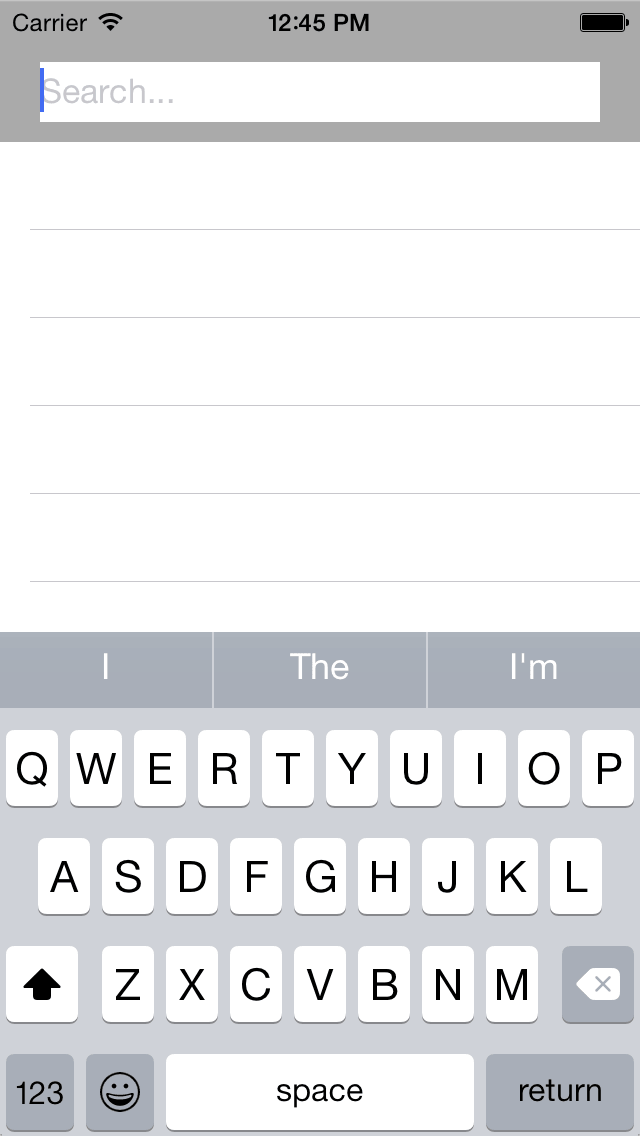 Carrier 12:45 PM
Search...
I The I'm
Q W E R T Y U I O P
A S D F G H J K L
Z X C V B N M
123 space return